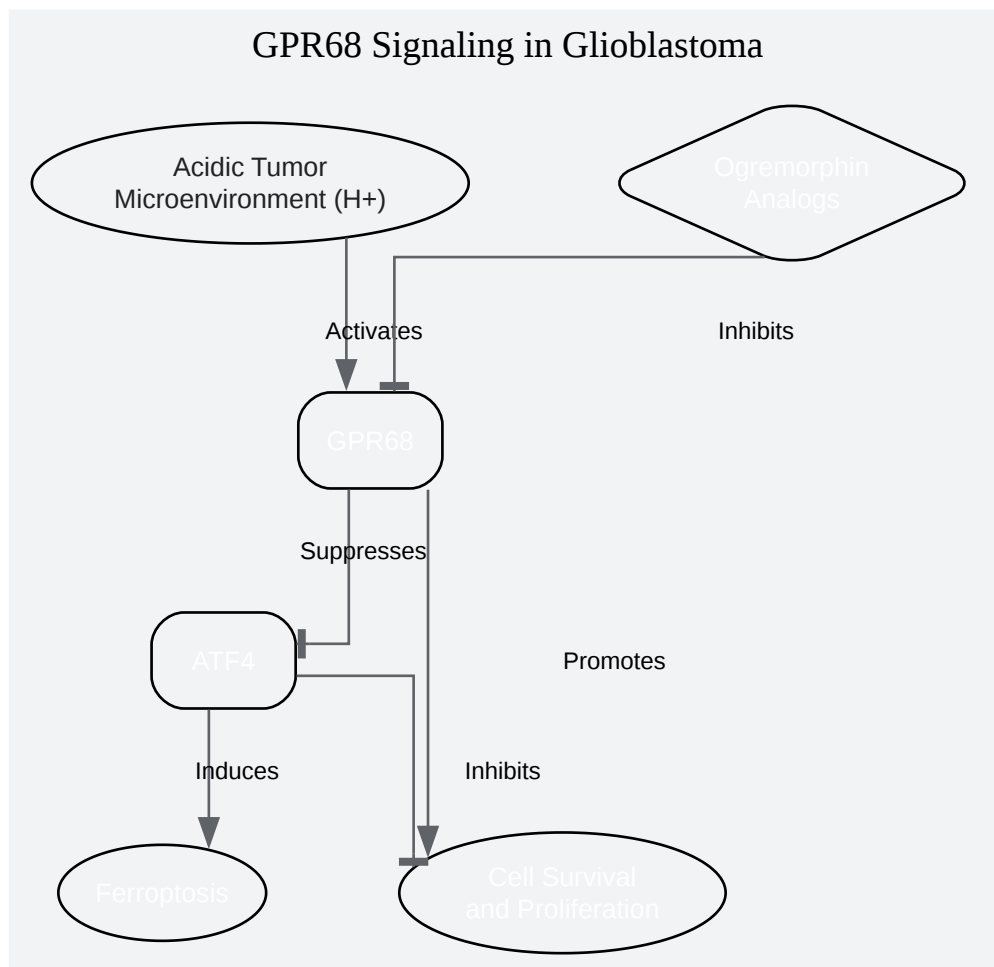 GPR68 Signaling in Glioblastoma
Acidic Tumor
Microenvironment (H+)
Ogremorphin
Analogs
Activates
Inhibits
GPR68
Suppresses
ATF4
Promotes
Induces
Inhibits
Ferroptosis
Cell Survival
and Proliferation